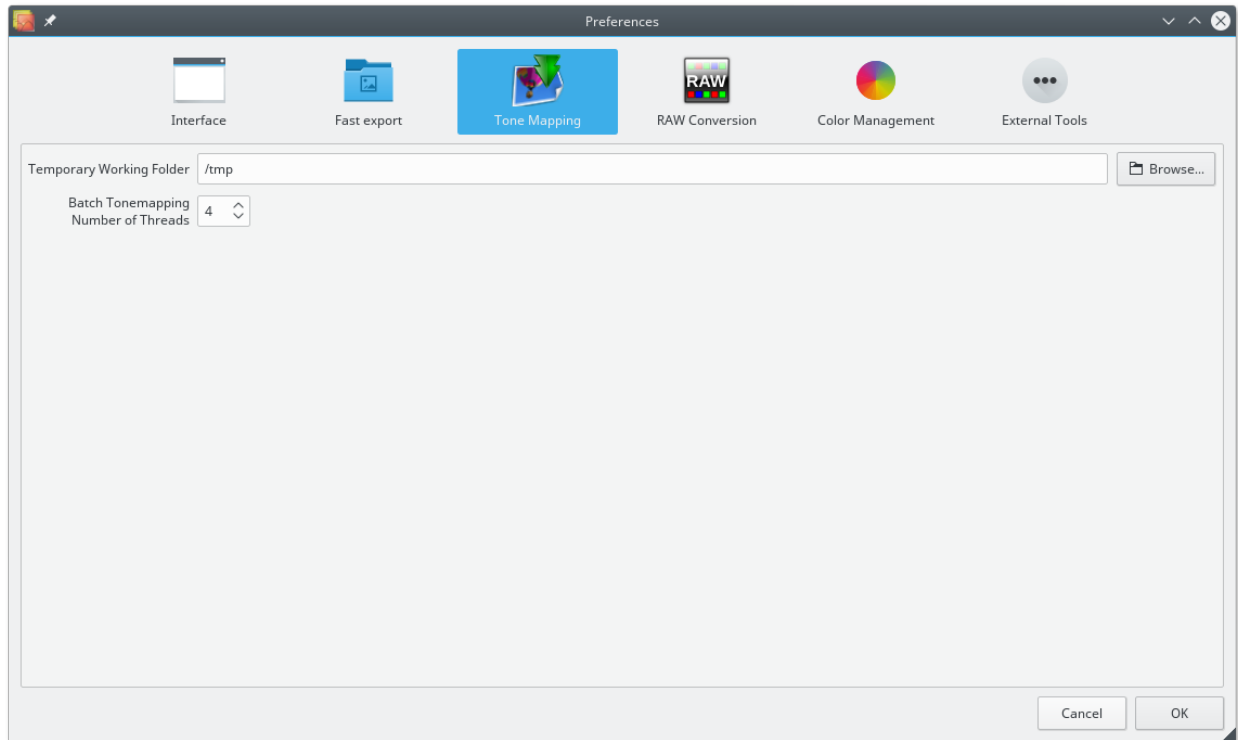 Preferences
Interface
Fast export
Tone Mapping
RAW
RAW Conversion
Color Management
External Tools
Temporary Working Folder
/tmp
Browse...
Batch Tonemapping
Number of Threads
4
Cancel
OK